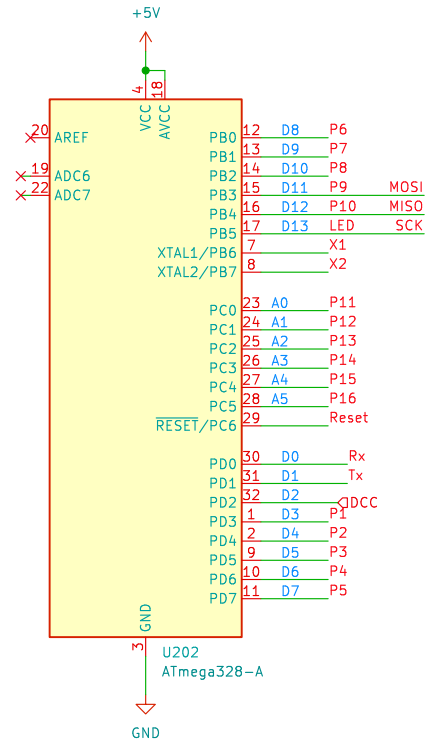 +5V
4 18
VCC AVCC
20 AREF PB0 12 D8 P6
PB1 13 D9 P7
19 ADC6 PB2 14 D10 P8
22 ADC7 PB3 15 D11 P9 MOSI
PB4 16 D12 P10 MISO
PB5 17 D13 LED SCK
XTAL1/PB6 7 X1
XTAL2/PB7 8 X2
PC0 23 A0 P11
PC1 24 A1 P12
PC2 25 A2 P13
PC3 26 A3 P14
PC4 27 A4 P15
PC5 28 A5 P16
RESET/PC6 29 Reset
PD0 30 D0 Rx
PD1 31 D1 Tx
PD2 32 D2 DCC
PD3 1 D3 P1
PD4 2 D4 P2
PD5 9 D5 P3
PD6 10 D6 P4
PD7 11 D7 P5
GND
3
U202
ATmega328-A
GND